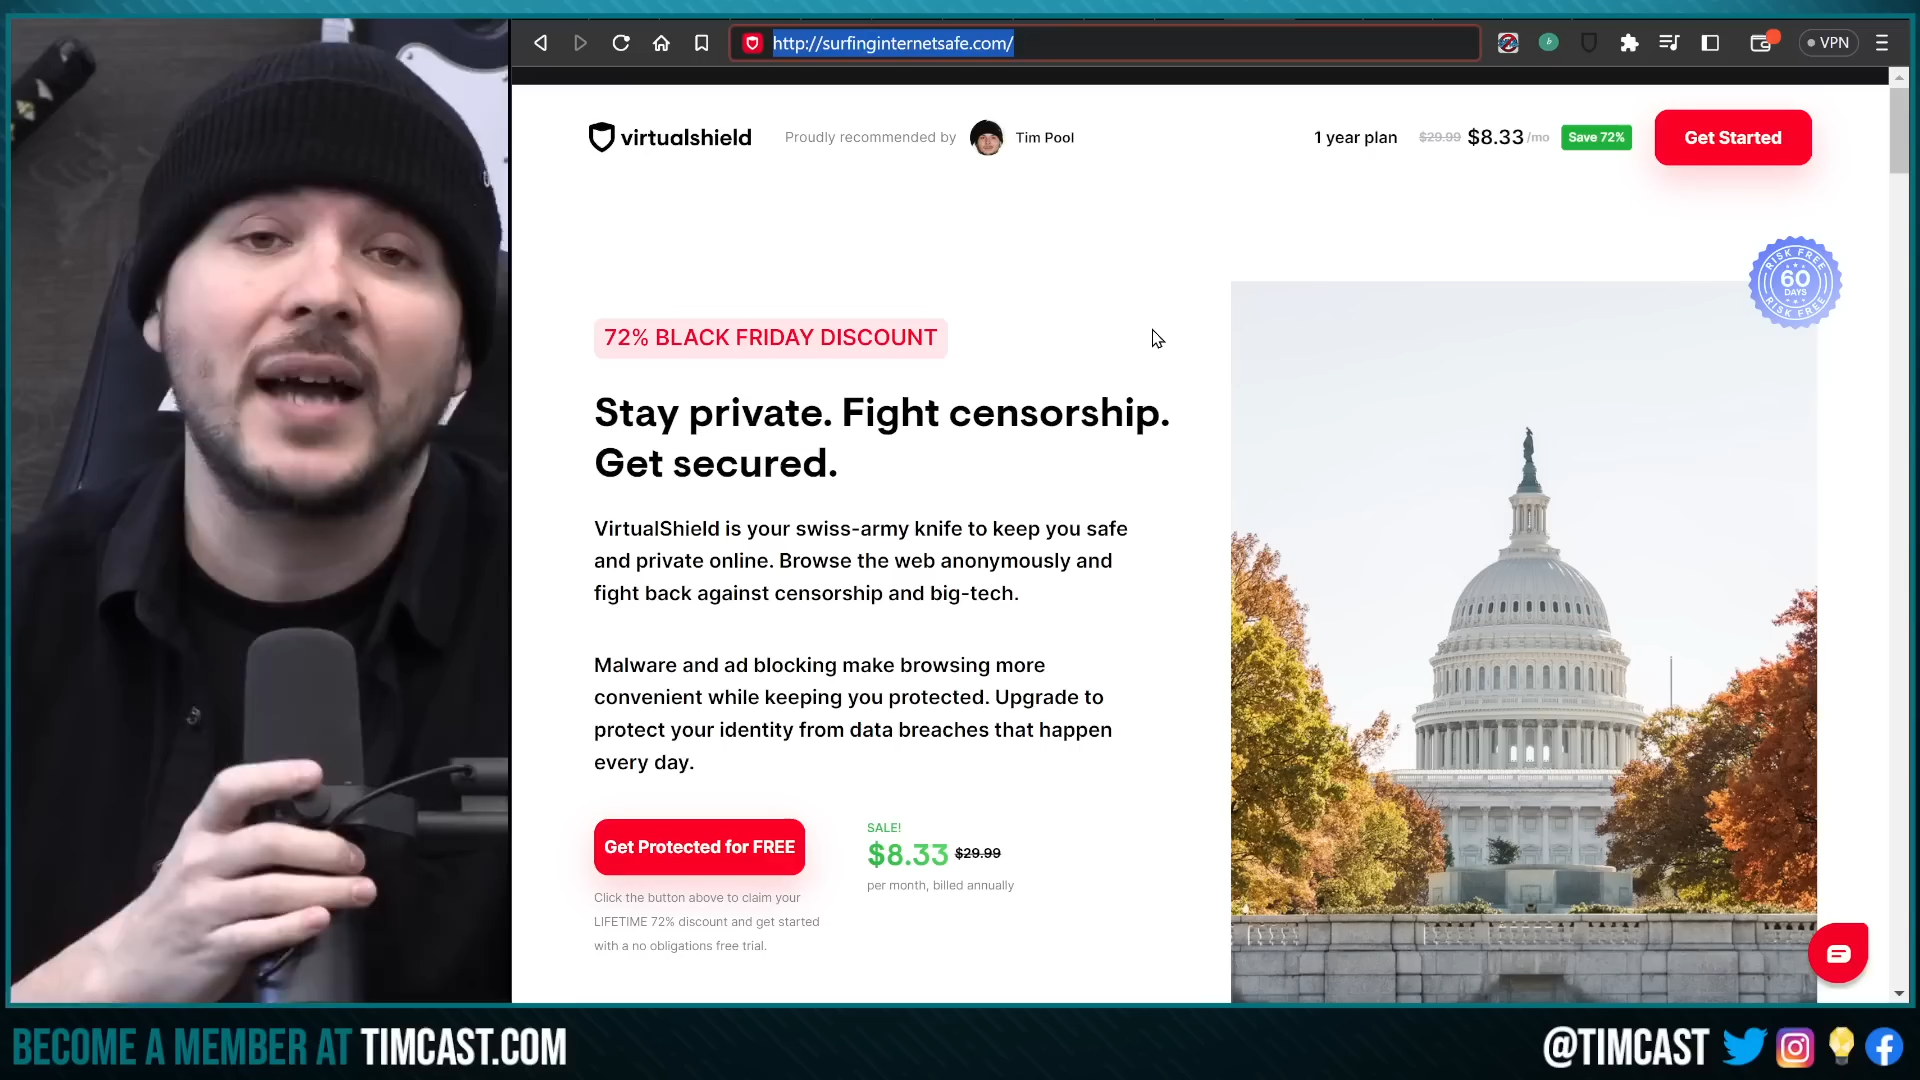 http://surfinginternetsafe.com/
VPN
virtualshield
Proudly recommended by Tim Pool
1 year plan $29.99 $8.33/mo Save 72%
Get Started
RISK FREE
60
DAYS
RISK FREE
72% BLACK FRIDAY DISCOUNT
Stay private. Fight censorship.
Get secured.
VirtualShield is your swiss-army knife to keep you safe
and private online. Browse the web anonymously and
fight back against censorship and big-tech.
Malware and ad blocking make browsing more
convenient while keeping you protected. Upgrade to
protect your identity from data breaches that happen
every day.
Get Protected for FREE
Click the button above to claim your
LIFETIME 72% discount and get started
with a no obligations free trial.
SALE!
$8.33 $29.99
per month, billed annually
BECOME A MEMBER AT TIMCAST.COM
@TIMCAST